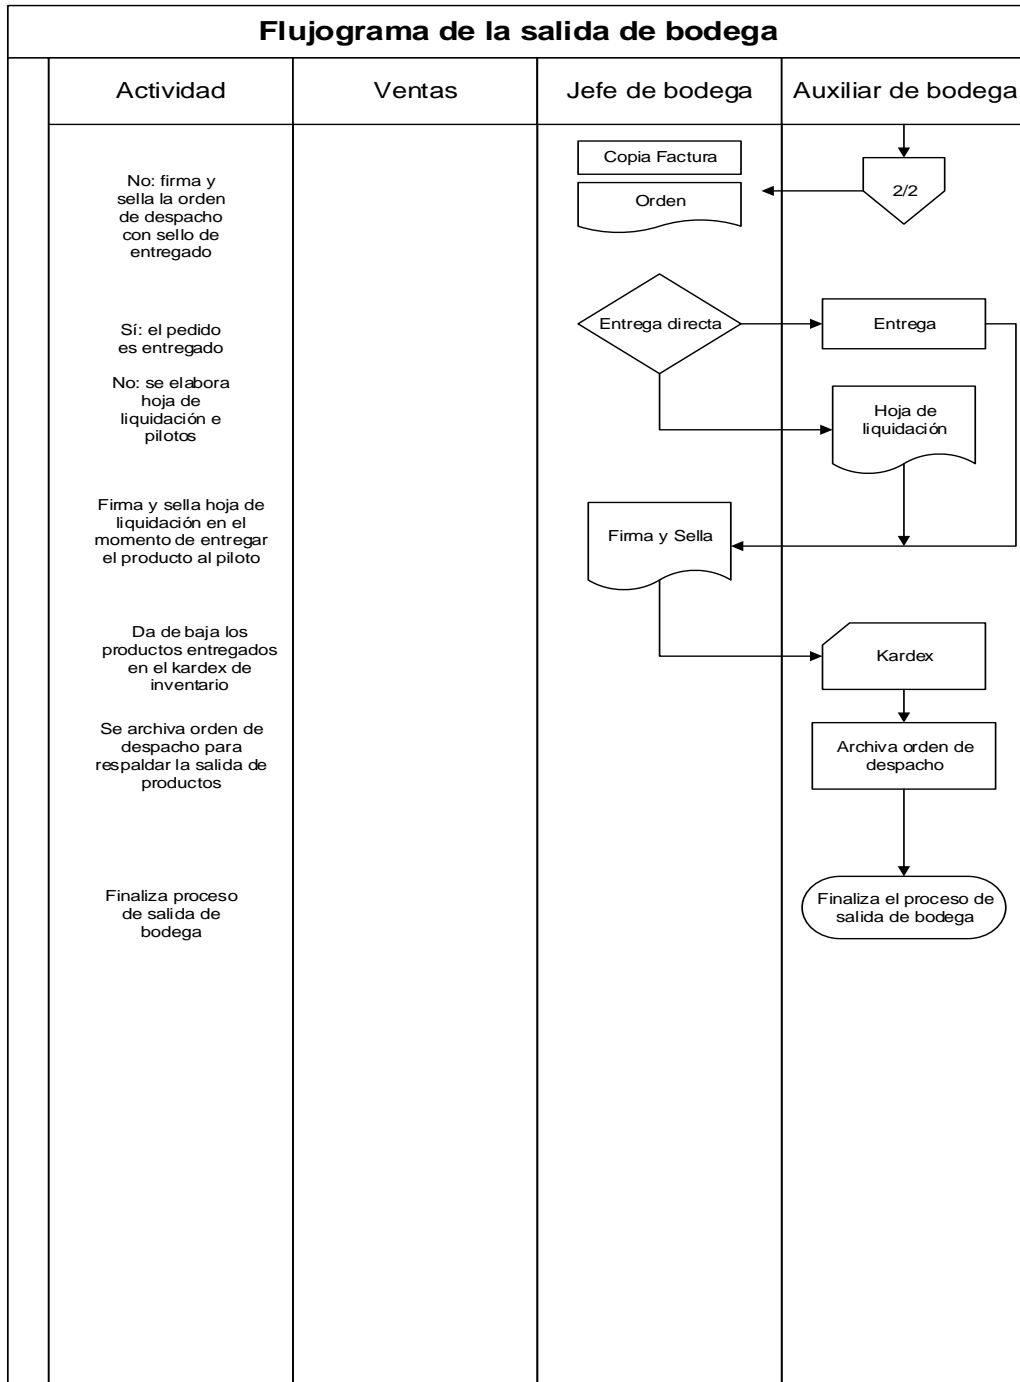 Flujograma de la salida de bodega
Actividad
Ventas
Jefe de bodega
Auxiliar de bodega
No: firma y
sella la orden
de despacho
con sello de
entregado
Copia Factura
Orden
2/2
Sí: el pedido
es entregado
Entrega directa
Entrega
No: se elabora
hoja de
liquidación e
pilotos
Hoja de
liquidación
Firma y sella hoja de
liquidación en el
momento de entregar
el producto al piloto
Firma y Sella
Da de baja los
productos entregados
en el kardex de
inventario
Kardex
Se archiva orden de
despacho para
respaldar la salida de
productos
Archiva orden de
despacho
Finaliza proceso
de salida de
bodega
Finaliza el proceso de
salida de bodega